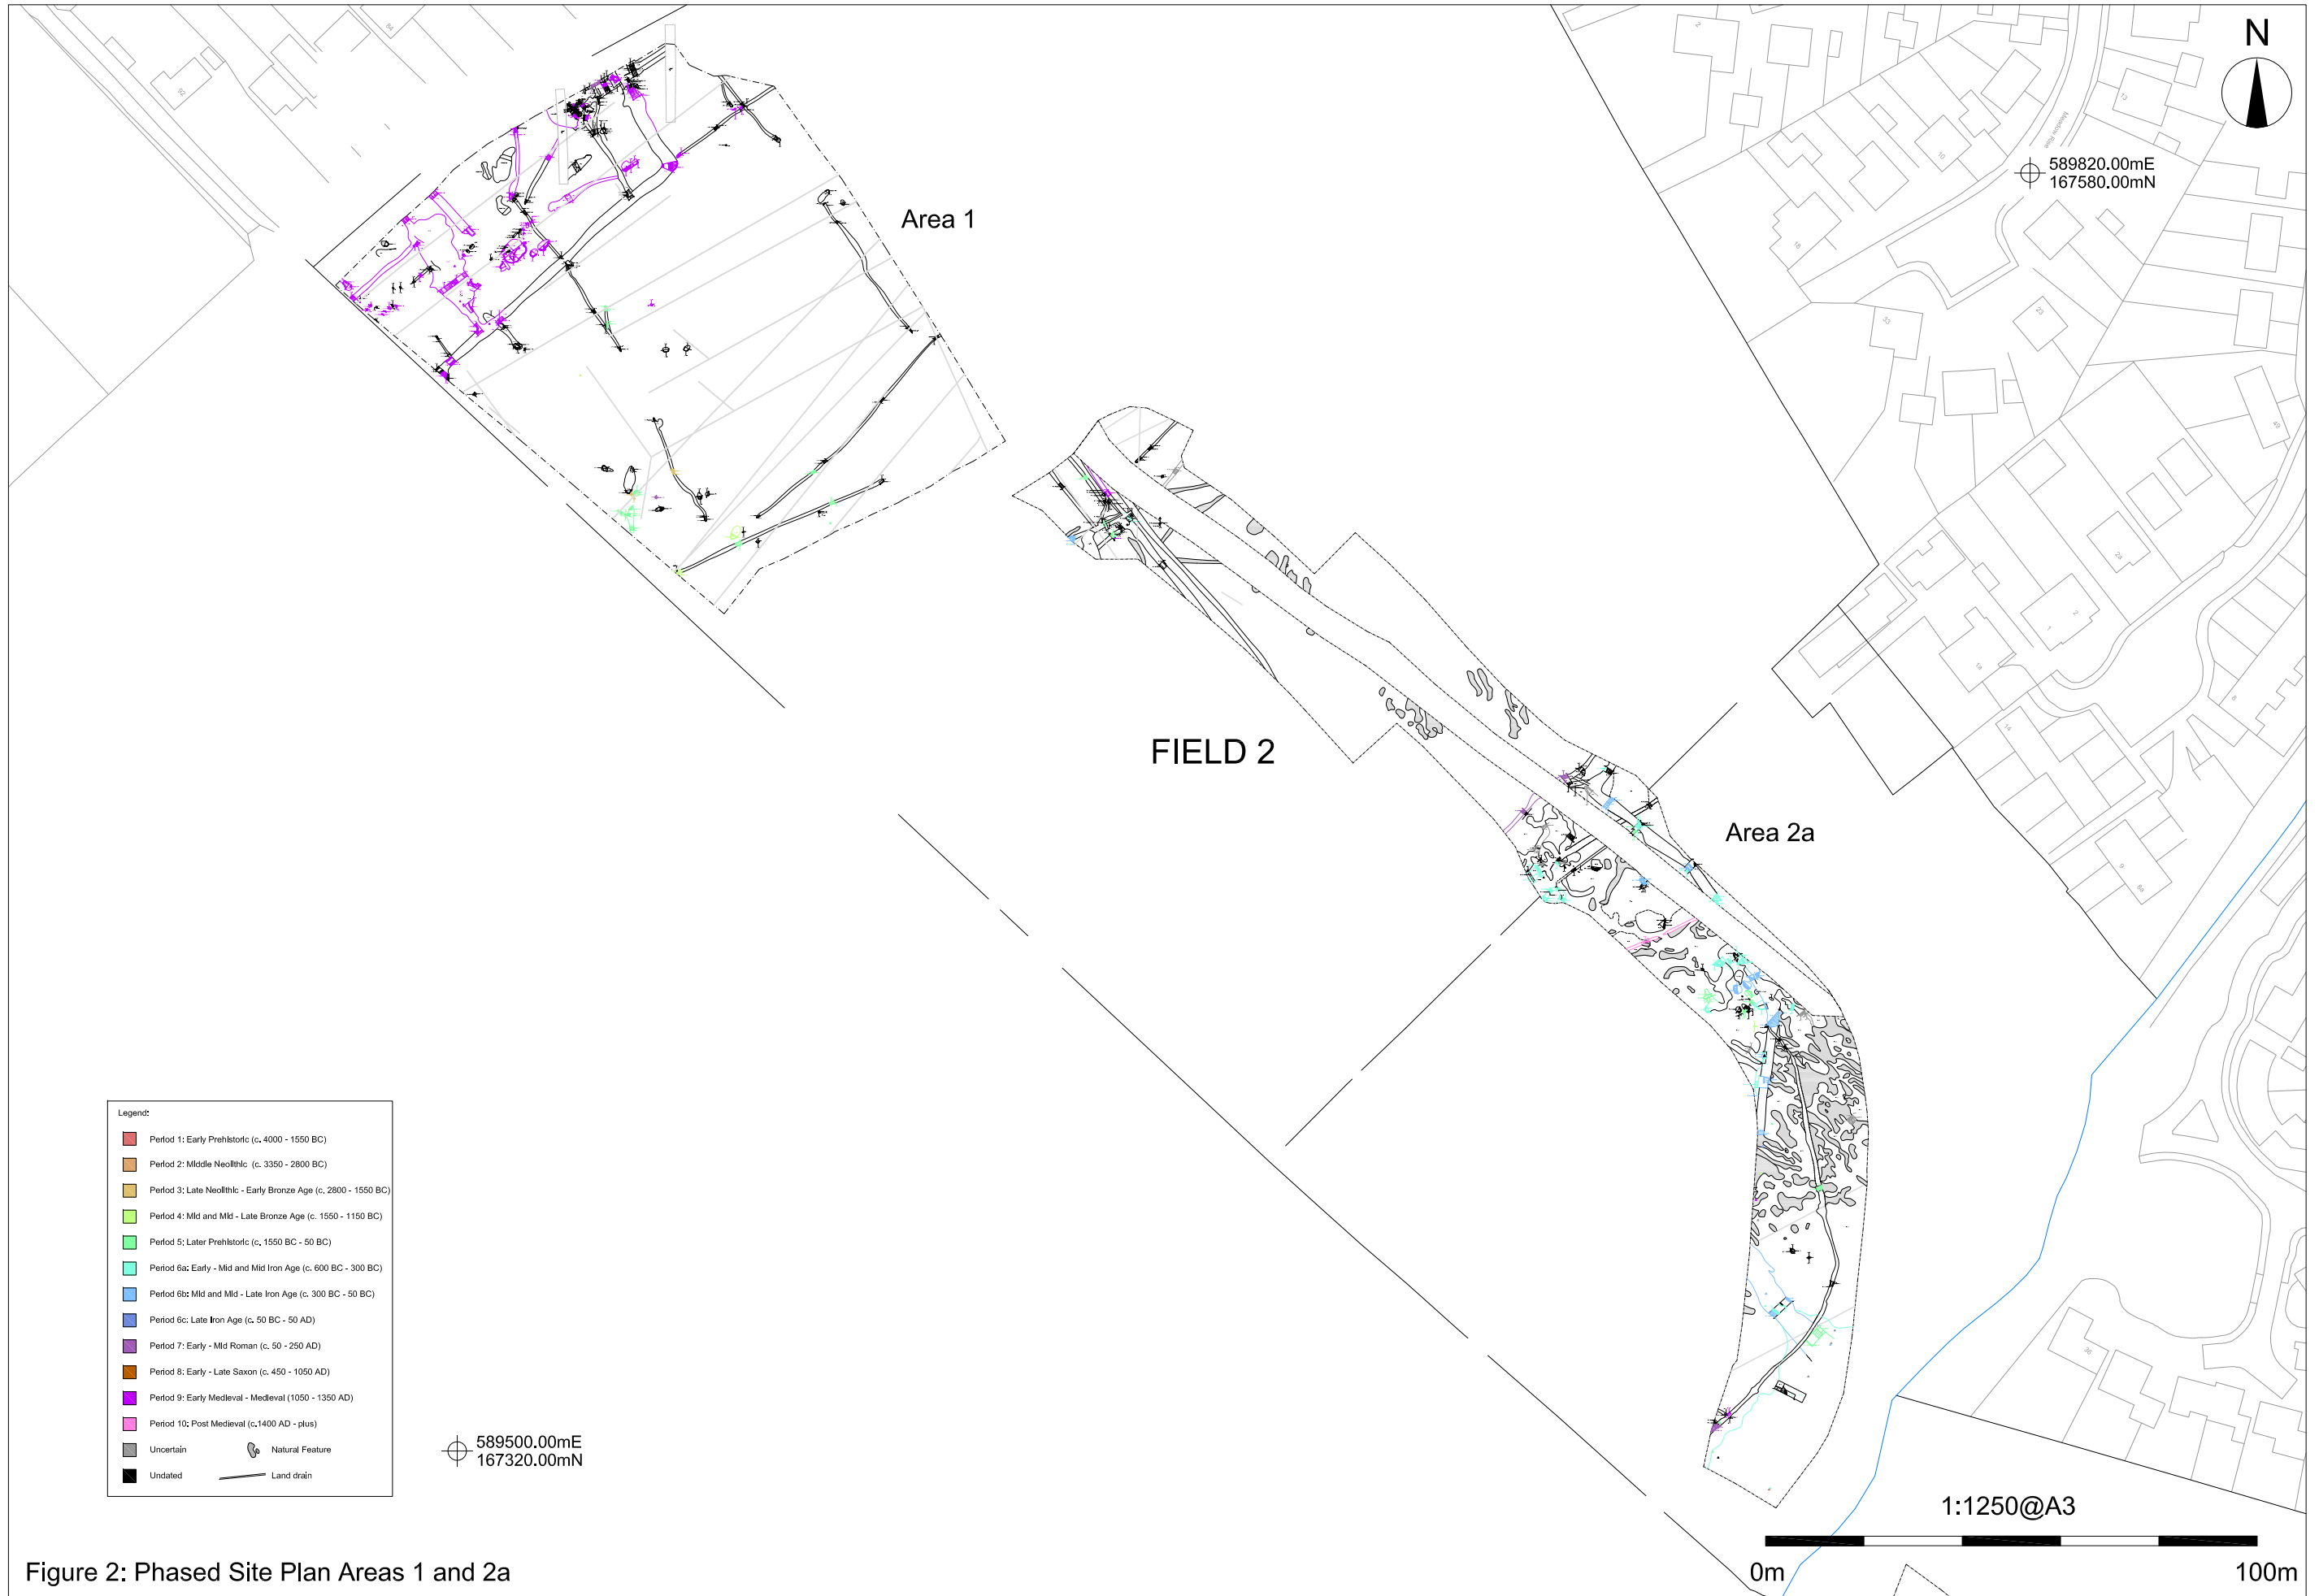 N
589820.00mE
167580.00mN
Area 1
Meadow Rise
FIELD 2
Area 2a
Legend:
Period 1: Early Prehistoric (c. 4000 - 1550 BC)
Period 2: Middle Neolithic (c. 3350 - 2800 BC)
Period 3: Late Neolithic - Early Bronze Age (c. 2800 - 1550 BC)
Period 4: Mid and Mid - Late Bronze Age (c. 1550 - 1150 BC)
Period 5: Later Prehistoric (c. 1550 BC - 50 BC)
Period 6a: Early - Mid and Mid Iron Age (c. 600 BC - 300 BC)
Period 6b: Mid and Mid - Late Iron Age (c. 300 BC - 50 BC)
Period 6c: Late Iron Age (c. 50 BC - 50 AD)
Period 7: Early - Mid Roman (c. 50 - 250 AD)
Period 8: Early - Late Saxon (c. 450 - 1050 AD)
Period 9: Early Medieval - Medieval (1050 - 1350 AD)
Period 10: Post Medieval (c.1400 AD - plus)
Uncertain Natural Feature
Undated Land drain
589500.00mE
167320.00mN
1:1250@A3
0m 100m
Figure 2: Phased Site Plan Areas 1 and 2a